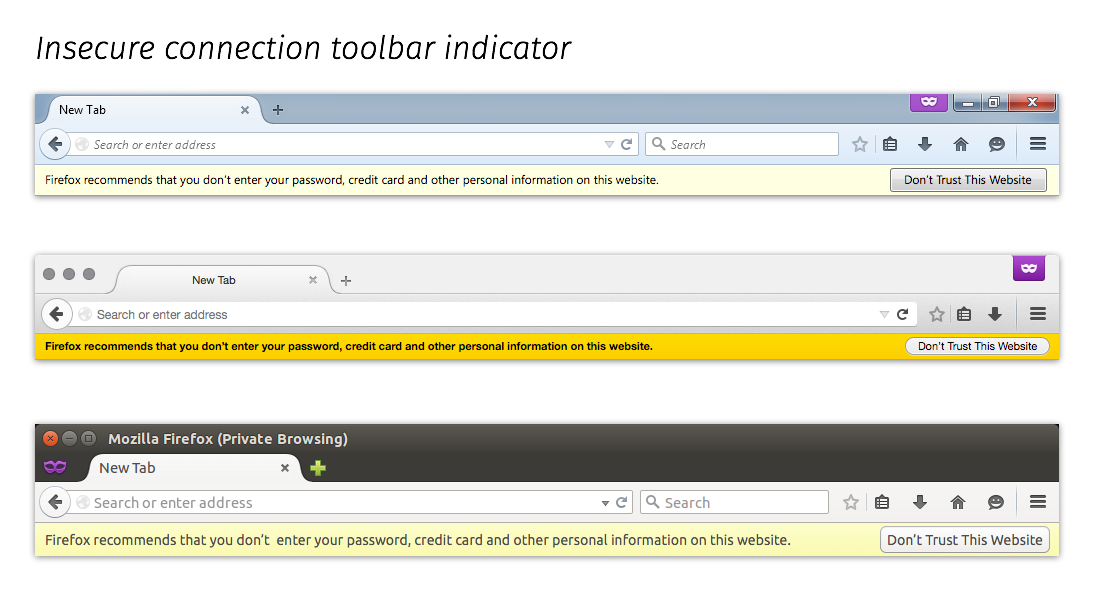 Insecure connection toolbar indicator
New Tab
Search or enter address
Search
Firefox recommends that you don't enter your password, credit card and other personal information on this website.
Don't Trust This Website
New Tab
Search or enter address
Firefox recommends that you don't enter your password, credit card and other personal information on this website.
Don't Trust This Website
Mozilla Firefox (Private Browsing)
New Tab
Search or enter address
Search
Firefox recommends that you don't  enter your password, credit card and other personal information on this website.
Don't Trust This Website